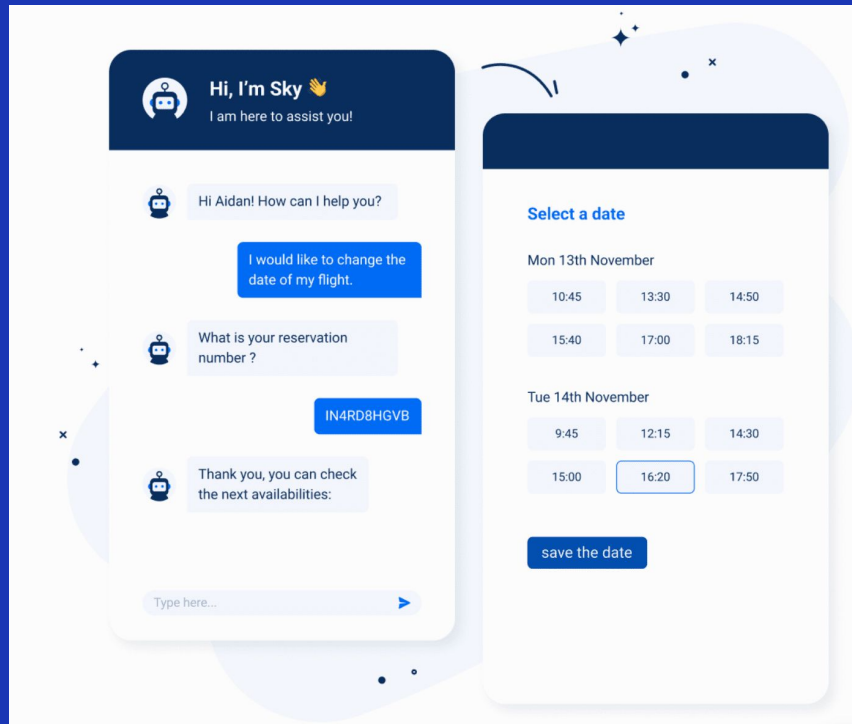 Hi, I'm Sky 👋
I am here to assist you!
Hi Aidan! How can I help you?
I would like to change the
date of my flight.
What is your reservation
number ?
IN4RD8HGVB
Thank you, you can check
the next availabilities:
Type here...
Select a date
Mon 13th November
10:45 13:30 14:50
15:40 17:00 18:15
Tue 14th November
9:45 12:15 14:30
15:00 16:20 17:50
save the date